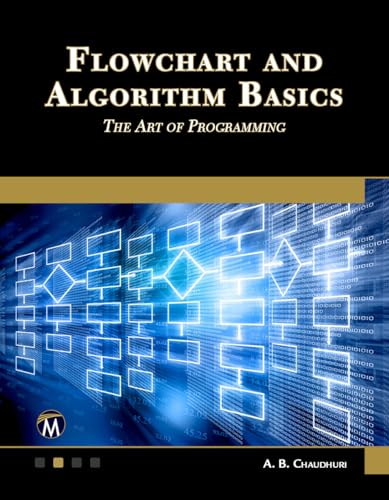 FLOWCHART AND
ALGORITHM BASICS
THE ART OF PROGRAMMING
M
A. B. CHAUDHURI